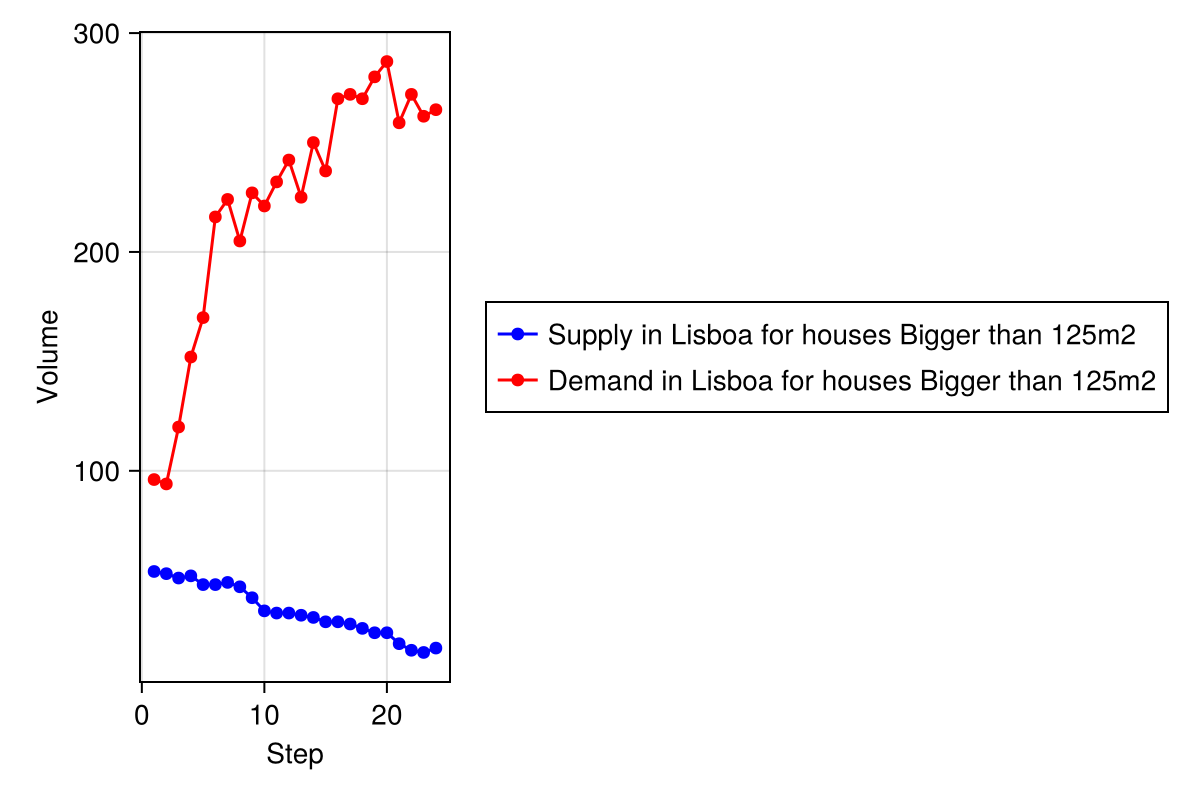 300
200
100
Volume
0 10 20
Step
Supply in Lisboa for houses Bigger than 125m2
Demand in Lisboa for houses Bigger than 125m2